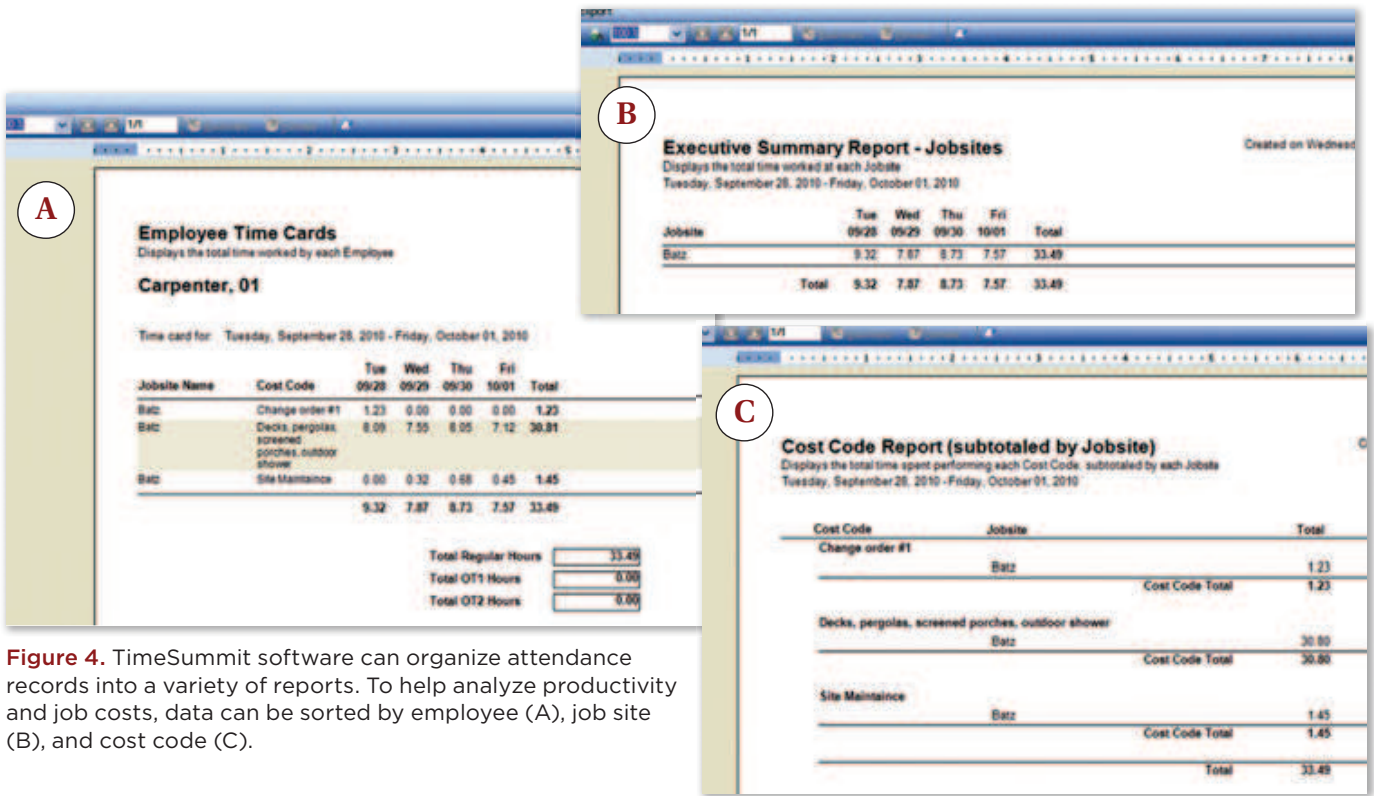 A
1/1
Employee Time Cards
Displays the total time worked by each Employee
Carpenter, 01
Time card for: Tuesday, September 28, 2010 - Friday, October 01, 2010
Tue Wed Thu Fri
Jobsite Name Cost Code 09/28 09/29 09/30 10/01 Total
Batz Change order #1 1.23 0.00 0.00 0.00 1.23
Batz Decks, pergolas, 8.09 7.55 8.05 7.12 30.81
screened
porches, outdoor
shower
Batz Site Maintaince 0.00 0.32 0.68 0.45 1.45
9.32 7.87 8.73 7.57 33.49
Total Regular Hours 33.49
Total OT1 Hours 0.00
Total OT2 Hours 0.00
B
1/1
Executive Summary Report - Jobsites
Created on Wednesd
Displays the total time worked at each Jobsite
Tuesday, September 28, 2010 - Friday, October 01, 2010
Tue Wed Thu Fri
Jobsite 09/28 09/29 09/30 10/01 Total
Batz 9.32 7.87 8.73 7.57 33.49
Total 9.32 7.87 8.73 7.57 33.49
C
1/1
Cost Code Report (subtotaled by Jobsite)
Displays the total time spent performing each Cost Code, subtotaled by each Jobsite
Tuesday, September 28, 2010 - Friday, October 01, 2010
Cost Code Jobsite Total
Change order #1
Batz 1.23
Cost Code Total 1.23
Decks, pergolas, screened porches, outdoor shower
Batz 30.80
Cost Code Total 30.80
Site Maintaince
Batz 1.45
Cost Code Total 1.45
Total 33.49
Figure 4. TimeSummit software can organize attendance
records into a variety of reports. To help analyze productivity
and job costs, data can be sorted by employee (A), job site
(B), and cost code (C).